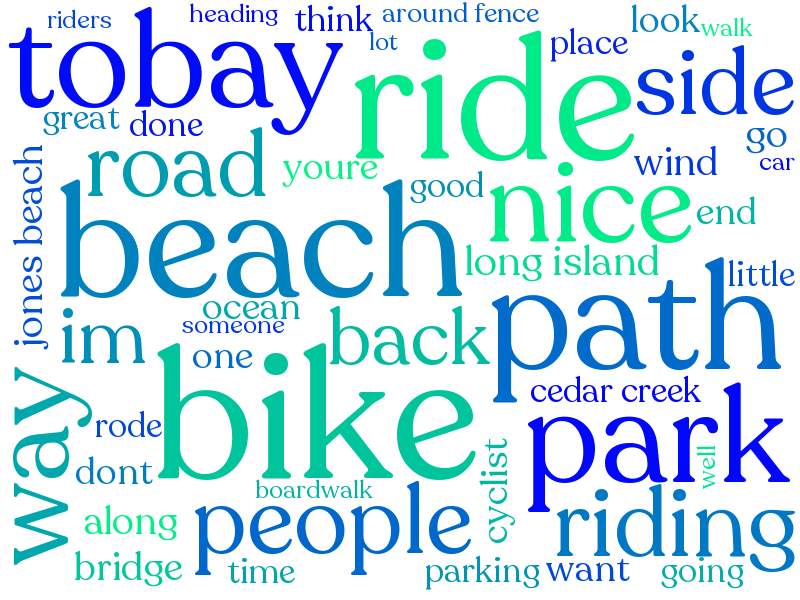 riders
heading
think
around fence
look
walk
tobay
lot
place
ride
side
great
done
go
road
youre
good
wind
car
jones beach
beach
nice
end
long island
little
ocean
someone
im
one
back
path
way
bike
cedar creek
rode
park
dont
cyclist
well
boardwalk
along
people
riding
bridge
time
parking
want
going